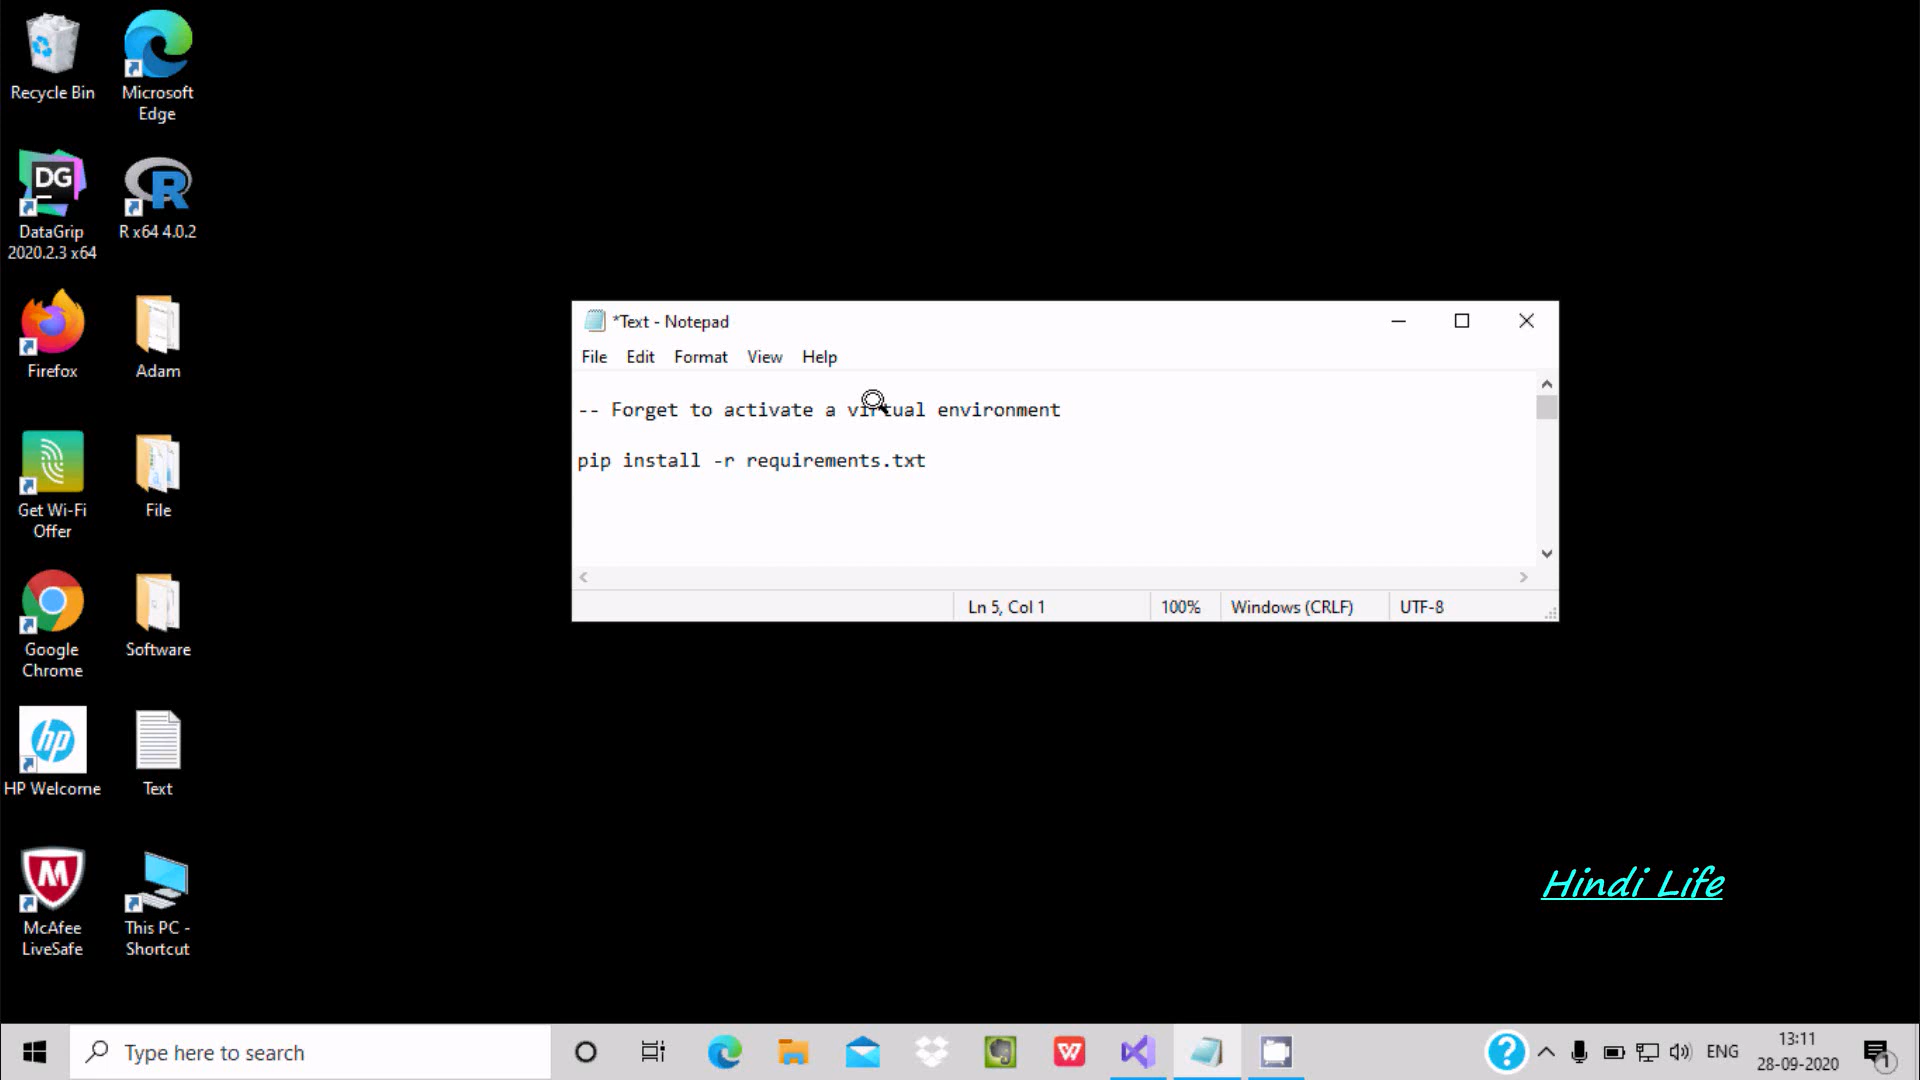 Recycle Bin
Microsoft
Edge
DG
DataGrip
2020.2.3 x64
R
R x64 4.0.2
Firefox
Adam
Get Wi-Fi
Offer
File
Google
Chrome
Software
hp
HP Welcome
Text
M
McAfee
LiveSafe
This PC -
Shortcut
*Text - Notepad
File Edit Format View Help
-- Forget to activate a virtual environment
pip install -r requirements.txt
Ln 5, Col 1 100% Windows (CRLF) UTF-8
Hindi Life
Type here to search
W
?
ENG
13:11
28-09-2020
1